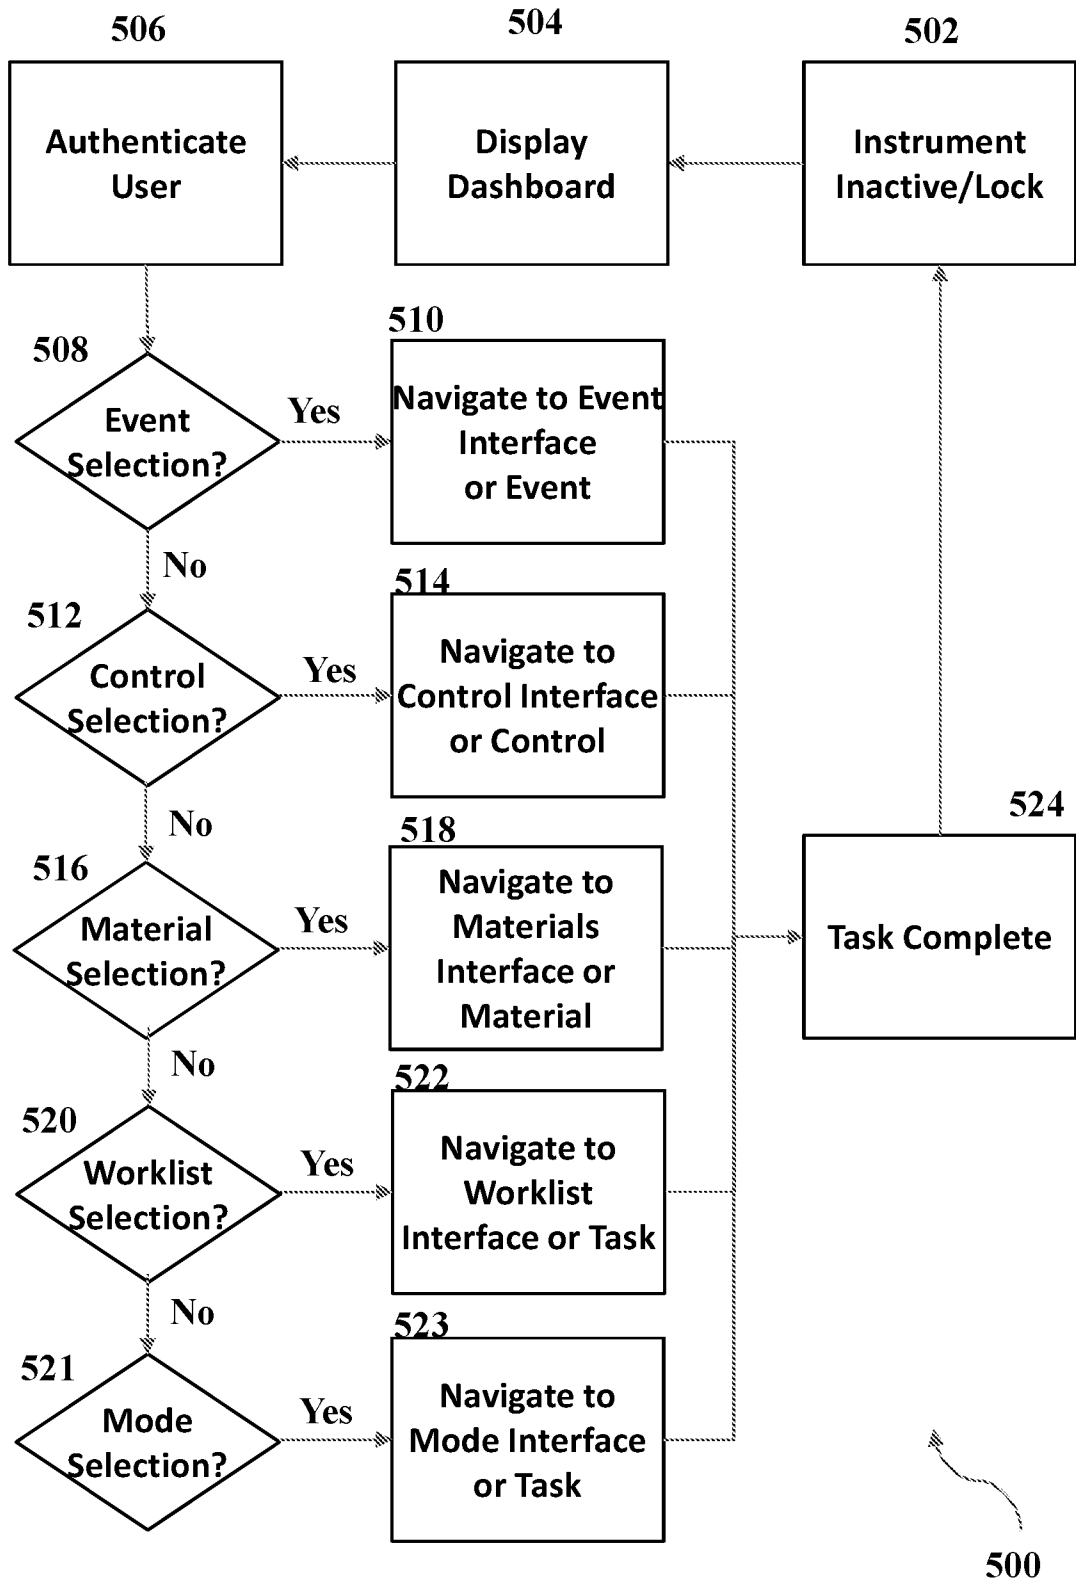 506
504
502
Authenticate
User
Display
Dashboard
Instrument
Inactive/Lock
508
Event
Selection?
Yes
510
Navigate to Event
Interface
or Event
No
512
Control
Selection?
Yes
514
Navigate to
Control Interface
or Control
No
516
Material
Selection?
Yes
518
Navigate to
Materials
Interface or
Material
524
Task Complete
No
520
Worklist
Selection?
Yes
522
Navigate to
Worklist
Interface or Task
No
521
Mode
Selection?
Yes
523
Navigate to
Mode Interface
or Task
500